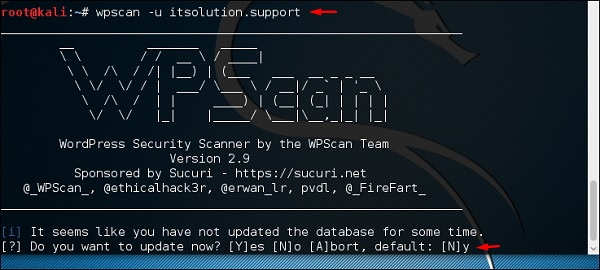 root@kali:~# wpscan -u itsolution.support
WPScan
WordPress Security Scanner by the WPScan Team
Version 2.9
Sponsored by Sucuri - https://sucuri.net
@_WPScan_, @ethicalhack3r, @erwan_lr, pvdl, @_FireFart_
[i] It seems like you have not updated the database for some time.
[?] Do you want to update now? [Y]es [N]o [A]bort, default: [N]y